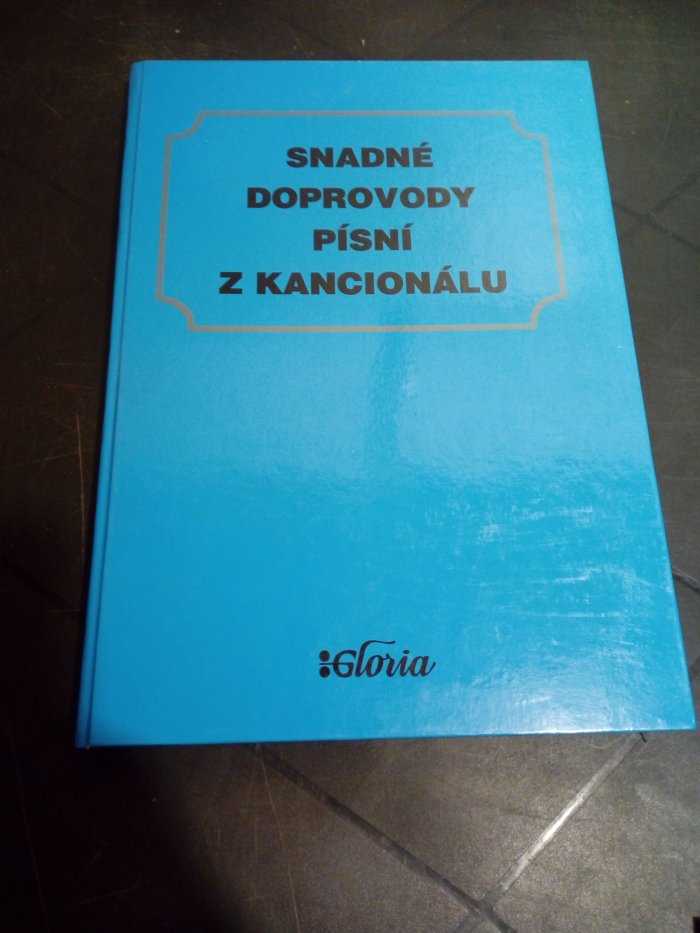 SNADNÉ
DOPROVODY
PÍSNÍ
Z KANCIONÁLU
Gloria